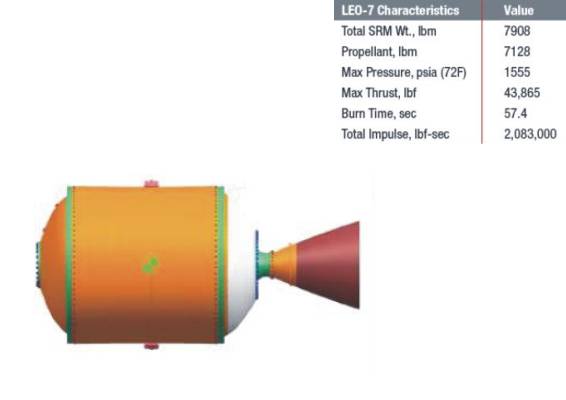 LEO-7 Characteristics Value
Total SRM Wt., lbm 7908
Propellant, lbm 7128
Max Pressure, psia (72F) 1555
Max Thrust, lbf 43,865
Burn Time, sec 57.4
Total Impulse, lbf-sec 2,083,000